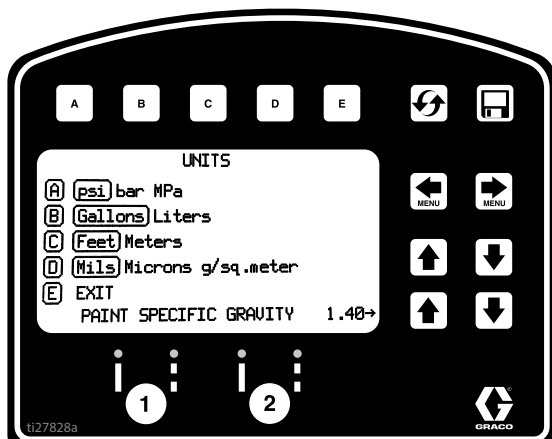 A B C D E
UNITS
MENU MENU
A psi bar MPa
B Gallons Liters
C Feet Meters
D Mils Microns g/sq.meter
E EXIT
PAINT SPECIFIC GRAVITY 1.40→
1 2
ti27828a
G
GRACO